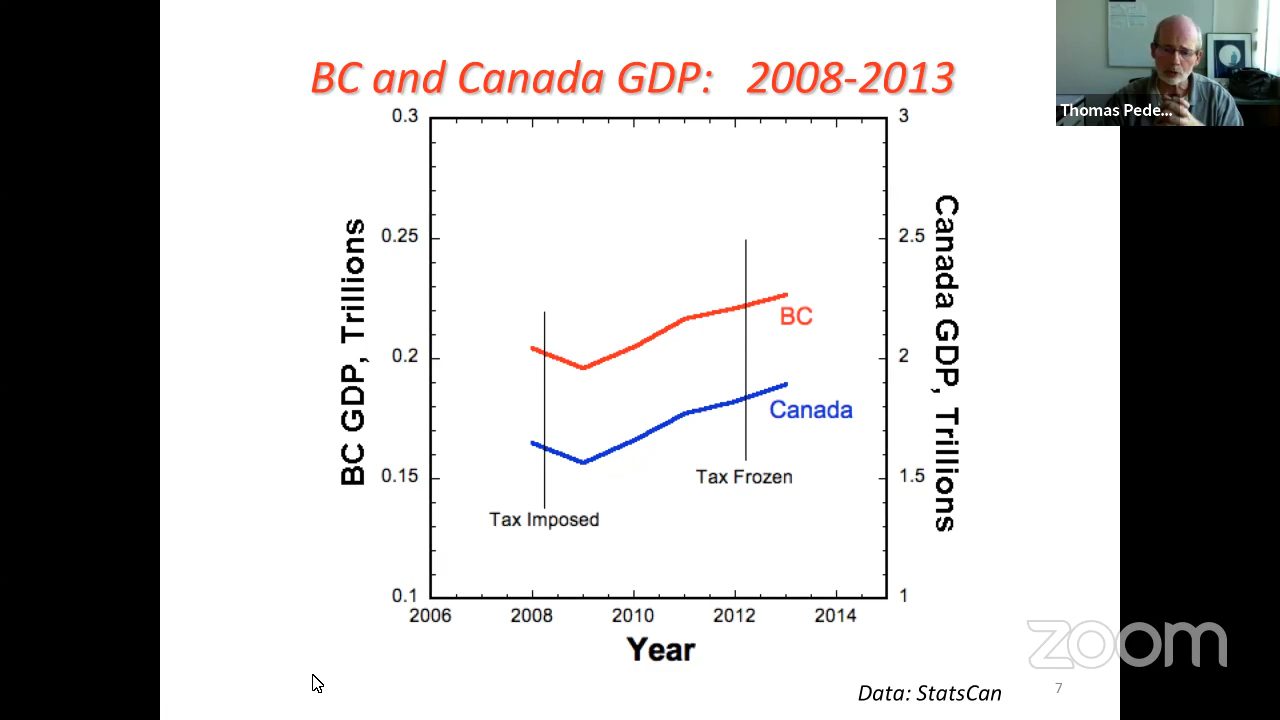 BC and Canada GDP: 2008-2013
Thomas Pede...
0.3
0.25
0.2
0.15
0.1
BC GDP, Trillions
3
2.5
2
1.5
1
Canada GDP, Trillions
BC
Canada
Tax Frozen
Tax Imposed
2006 2008 2010 2012 2014
Year
zoom
Data: StatsCan
7